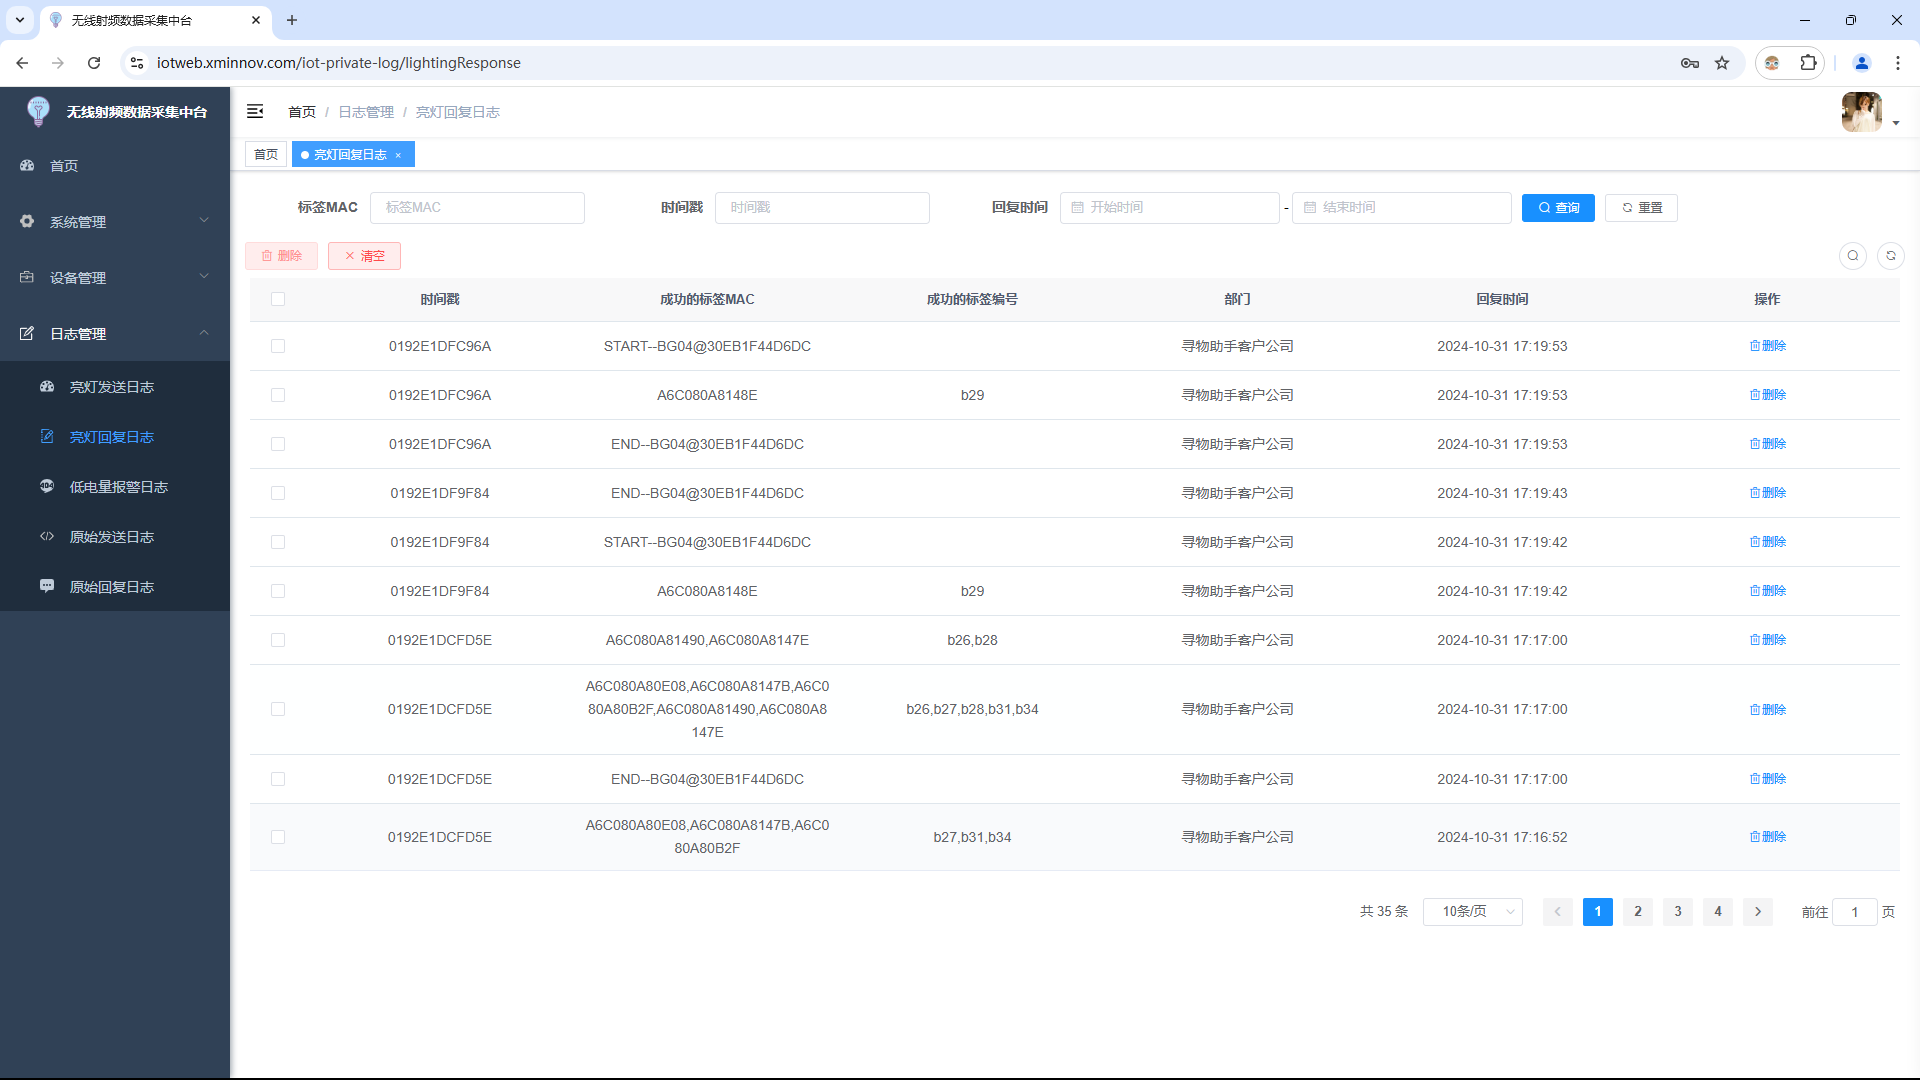 无线射频数据采集中台
iotweb.xminnov.com/iot-private-log/lightingResponse
无线射频数据采集中台
首页
系统管理
设备管理
日志管理
亮灯发送日志
亮灯回复日志
低电量报警日志
原始发送日志
原始回复日志
首页 / 日志管理 / 亮灯回复日志
首页 亮灯回复日志 ×
标签MAC 标签MAC 时间戳 时间戳 回复时间 开始时间 - 结束时间 查询 重置
删除 清空
时间戳 成功的标签MAC 成功的标签编号 部门 回复时间 操作
0192E1DFC96A START--BG04@30EB1F44D6DC 寻物助手客户公司 2024-10-31 17:19:53 删除
0192E1DFC96A A6C080A8148E b29 寻物助手客户公司 2024-10-31 17:19:53 删除
0192E1DFC96A END--BG04@30EB1F44D6DC 寻物助手客户公司 2024-10-31 17:19:53 删除
0192E1DF9F84 END--BG04@30EB1F44D6DC 寻物助手客户公司 2024-10-31 17:19:43 删除
0192E1DF9F84 START--BG04@30EB1F44D6DC 寻物助手客户公司 2024-10-31 17:19:42 删除
0192E1DF9F84 A6C080A8148E b29 寻物助手客户公司 2024-10-31 17:19:42 删除
0192E1DCFD5E A6C080A81490,A6C080A8147E b26,b28 寻物助手客户公司 2024-10-31 17:17:00 删除
A6C080A80E08,A6C080A8147B,A6C0
0192E1DCFD5E 80A80B2F,A6C080A81490,A6C080A8 b26,b27,b28,b31,b34 寻物助手客户公司 2024-10-31 17:17:00 删除
147E
0192E1DCFD5E END--BG04@30EB1F44D6DC 寻物助手客户公司 2024-10-31 17:17:00 删除
A6C080A80E08,A6C080A8147B,A6C0
0192E1DCFD5E b27,b31,b34 寻物助手客户公司 2024-10-31 17:16:52 删除
80A80B2F
共 35 条 10条/页 1 2 3 4 前往 1 页